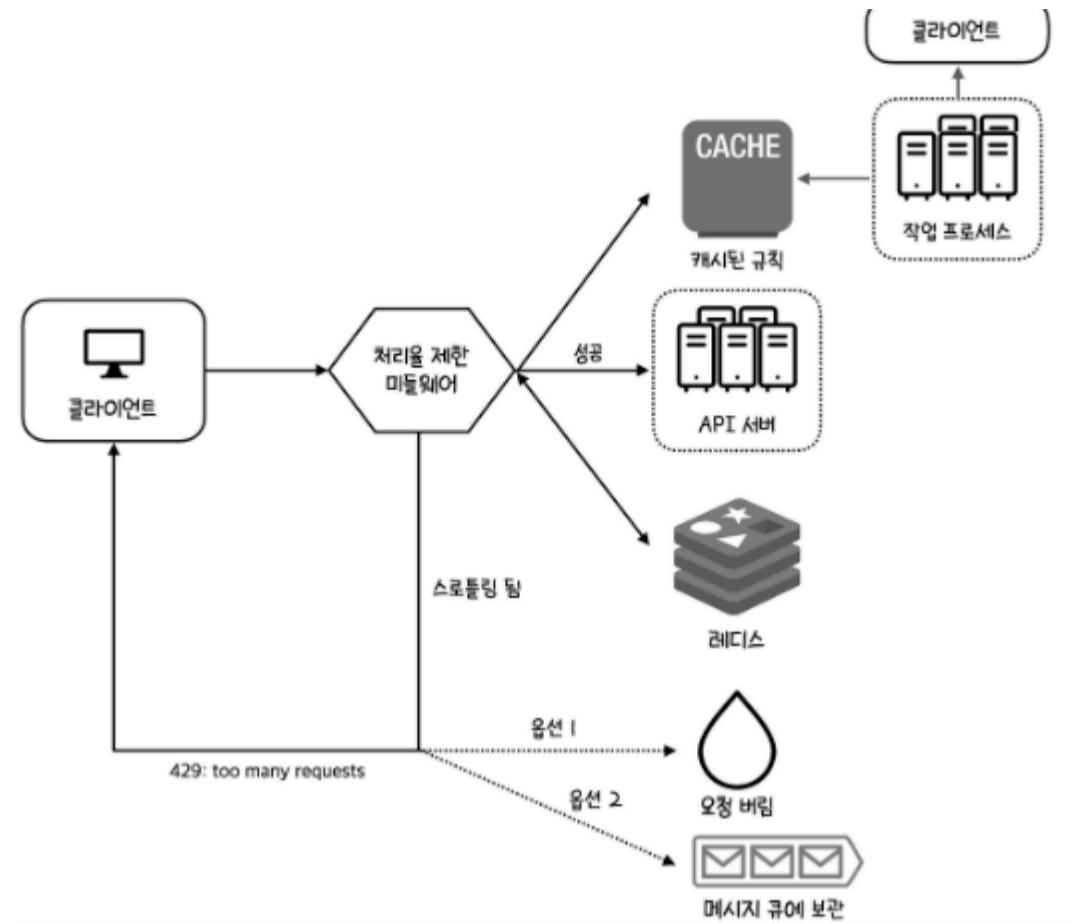 클라이언트
CACHE
작업 프로세스
캐시된 규칙
처리율 제한
미들웨어
성공
클라이언트
API 서버
스로틀링 됨
레디스
옵션 1
429: too many requests
옵션 2
요청 버림
메시지 큐에 보관